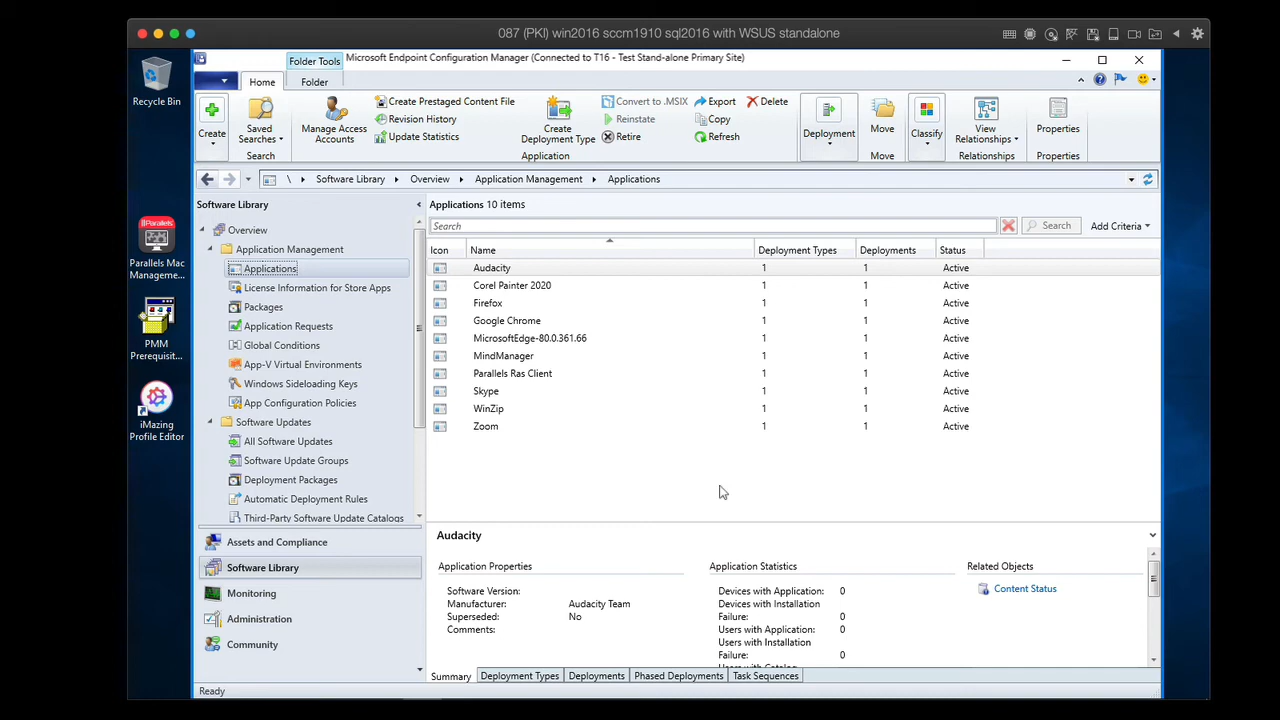 087 (PKI) win2016 sccm1910 sql2016 with WSUS standalone
Recycle Bin
Parallels
Parallels Mac
Manageme...
PMM
Prerequisit...
iMazing
Profile Editor
Folder Tools
Microsoft Endpoint Configuration Manager (Connected to T16 - Test Stand-alone Primary Site)
Home
Folder
Create
Saved
Searches
Search
Manage Access
Accounts
Create Prestaged Content File
Revision History
Update Statistics
Create
Deployment Type
Application
Convert to .MSIX
Reinstate
Retire
Export
Copy
Refresh
Delete
Deployment
Move
Move
Classify
View
Relationships
Relationships
Properties
Properties
\ Software Library Overview Application Management Applications
Software Library
Overview
Application Management
Applications
License Information for Store Apps
Packages
Application Requests
Global Conditions
App-V Virtual Environments
Windows Sideloading Keys
App Configuration Policies
Software Updates
All Software Updates
Software Update Groups
Deployment Packages
Automatic Deployment Rules
Third-Party Software Update Catalogs
Assets and Compliance
Software Library
Monitoring
Administration
Community
Applications 10 items
Search
Search
Add Criteria
Icon Name Deployment Types Deployments Status
Audacity 1 1 Active
Corel Painter 2020 1 1 Active
Firefox 1 1 Active
Google Chrome 1 1 Active
MicrosoftEdge-80.0.361.66 1 1 Active
MindManager 1 1 Active
Parallels Ras Client 1 1 Active
Skype 1 1 Active
WinZip 1 1 Active
Zoom 1 1 Active
Audacity
Application Properties
Software Version:
Manufacturer: Audacity Team
Superseded: No
Comments:
Application Statistics
Devices with Application: 0
Devices with Installation
Failure: 0
Users with Application: 0
Users with Installation
Failure: 0
Related Objects
Content Status
Summary
Deployment Types
Deployments
Phased Deployments
Task Sequences
Ready